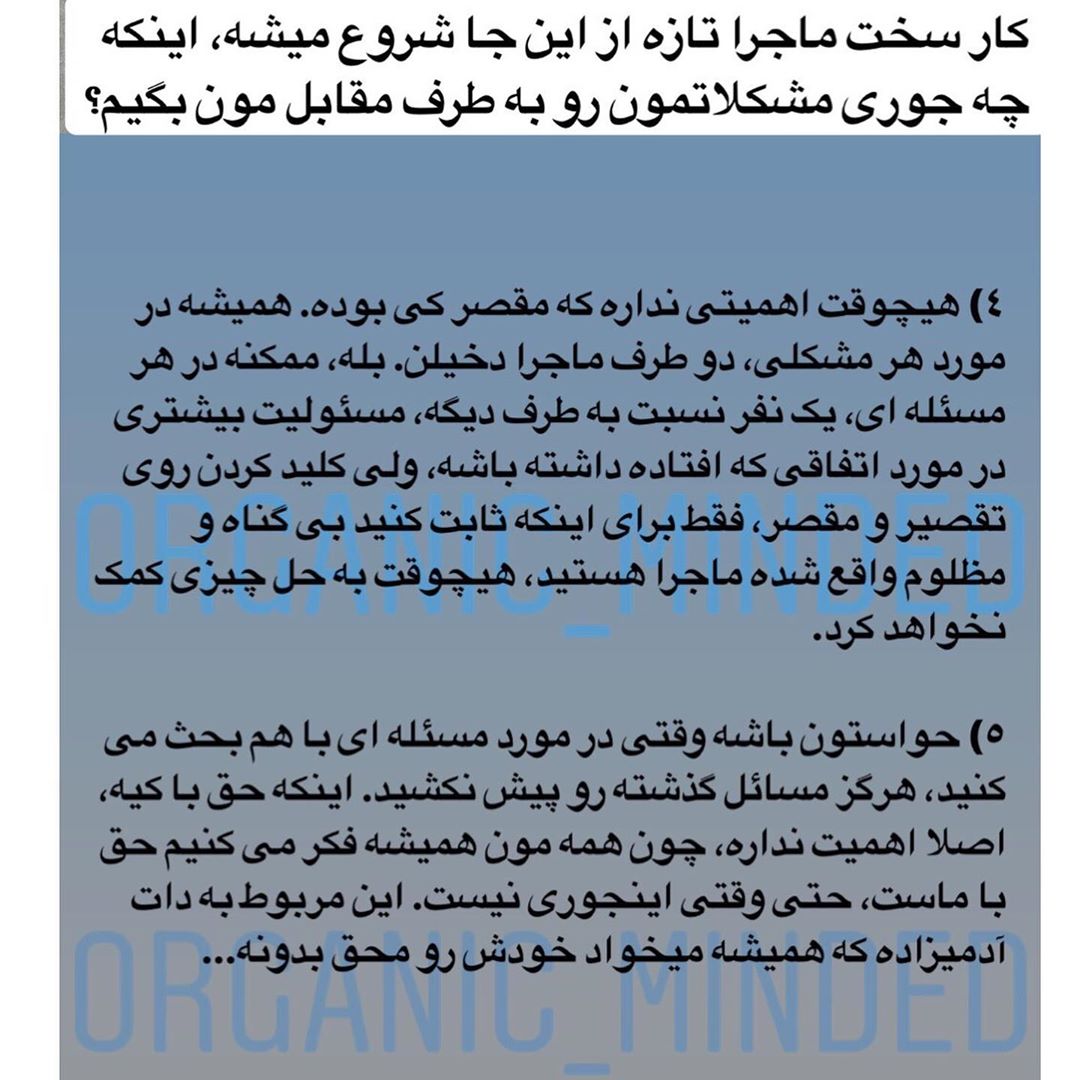 کار سخت ماجرا تازه از این جا شروع میشه، اینکه
چه جوری مشکلاتمون رو به طرف مقابل مون بگیم؟
٤) هیچوقت اهمیتی نداره که مقصر کی بوده. همیشه در
مورد هر مشکلی، دو طرف ماجرا دخیلن. بله، ممکنه در هر
مسئله ای، یک نفر نسبت به طرف دیگه، مسئولیت بیشتری
در مورد اتفاقی که افتاده داشته باشه، ولی کلید کردن روی
تقصیر و مقصر، فقط برای اینکه ثابت کنید بی گناه و
مظلوم واقع شده ماجرا هستید، هیچوقت به حل چیزی کمک
نخواهد کرد.
ORGANIC_MINDED
٥) حواستون باشه وقتی در مورد مسئله ای با هم بحث می
کنید، هرگز مسائل گذشته رو پیش نکشید. اینکه حق با کیه،
اصلا اهمیت نداره، چون همه مون همیشه فکر می کنیم حق
با ماست، حتی وقتی اینجوری نیست. این مربوط به دات
آدمیزاده که همیشه میخواد خودش رو محق بدونه...
ORGANIC_MINDED